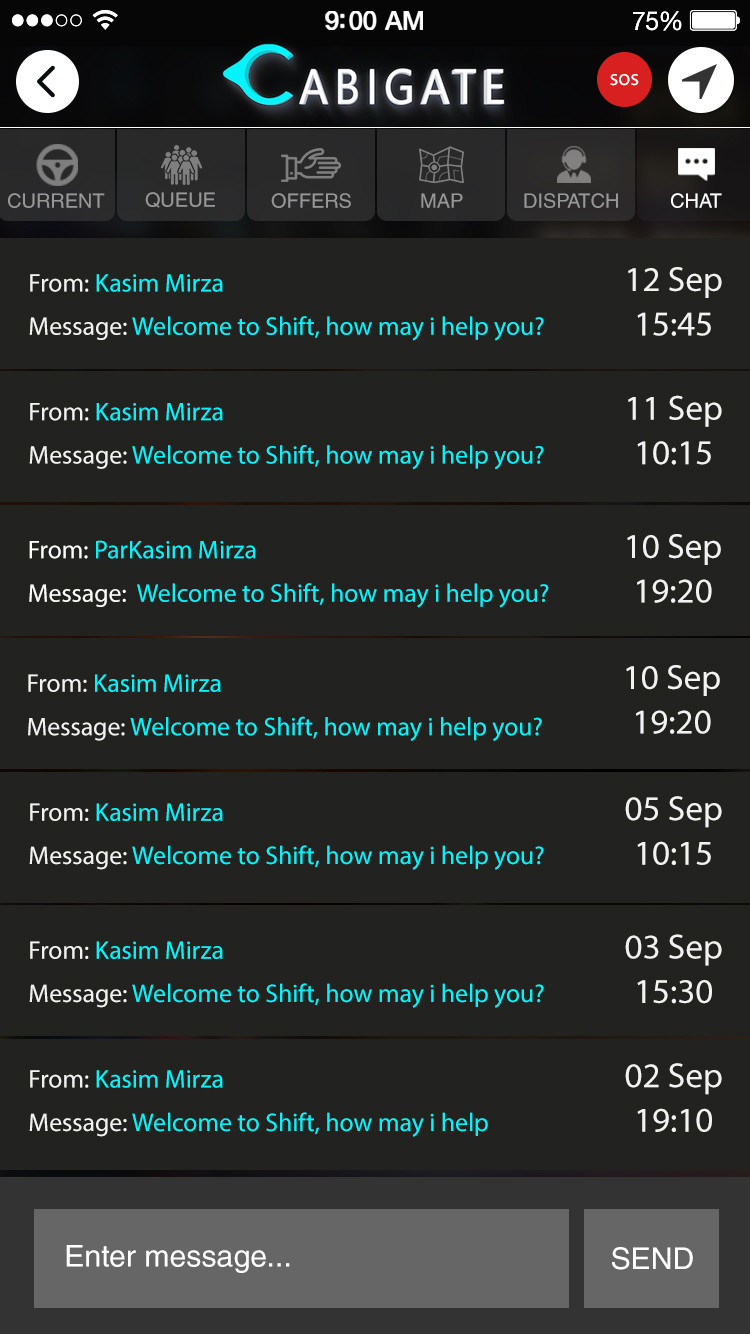 9:00 AM 75%
CABIGATE SOS
CURRENT QUEUE OFFERS MAP DISPATCH CHAT
From: Kasim Mirza 12 Sep
Message: Welcome to Shift, how may i help you? 15:45
From: Kasim Mirza 11 Sep
Message: Welcome to Shift, how may i help you? 10:15
From: ParKasim Mirza 10 Sep
Message: Welcome to Shift, how may i help you? 19:20
From: Kasim Mirza 10 Sep
Message: Welcome to Shift, how may i help you? 19:20
From: Kasim Mirza 05 Sep
Message: Welcome to Shift, how may i help you? 10:15
From: Kasim Mirza 03 Sep
Message: Welcome to Shift, how may i help you? 15:30
From: Kasim Mirza 02 Sep
Message: Welcome to Shift, how may i help 19:10
Enter message... SEND